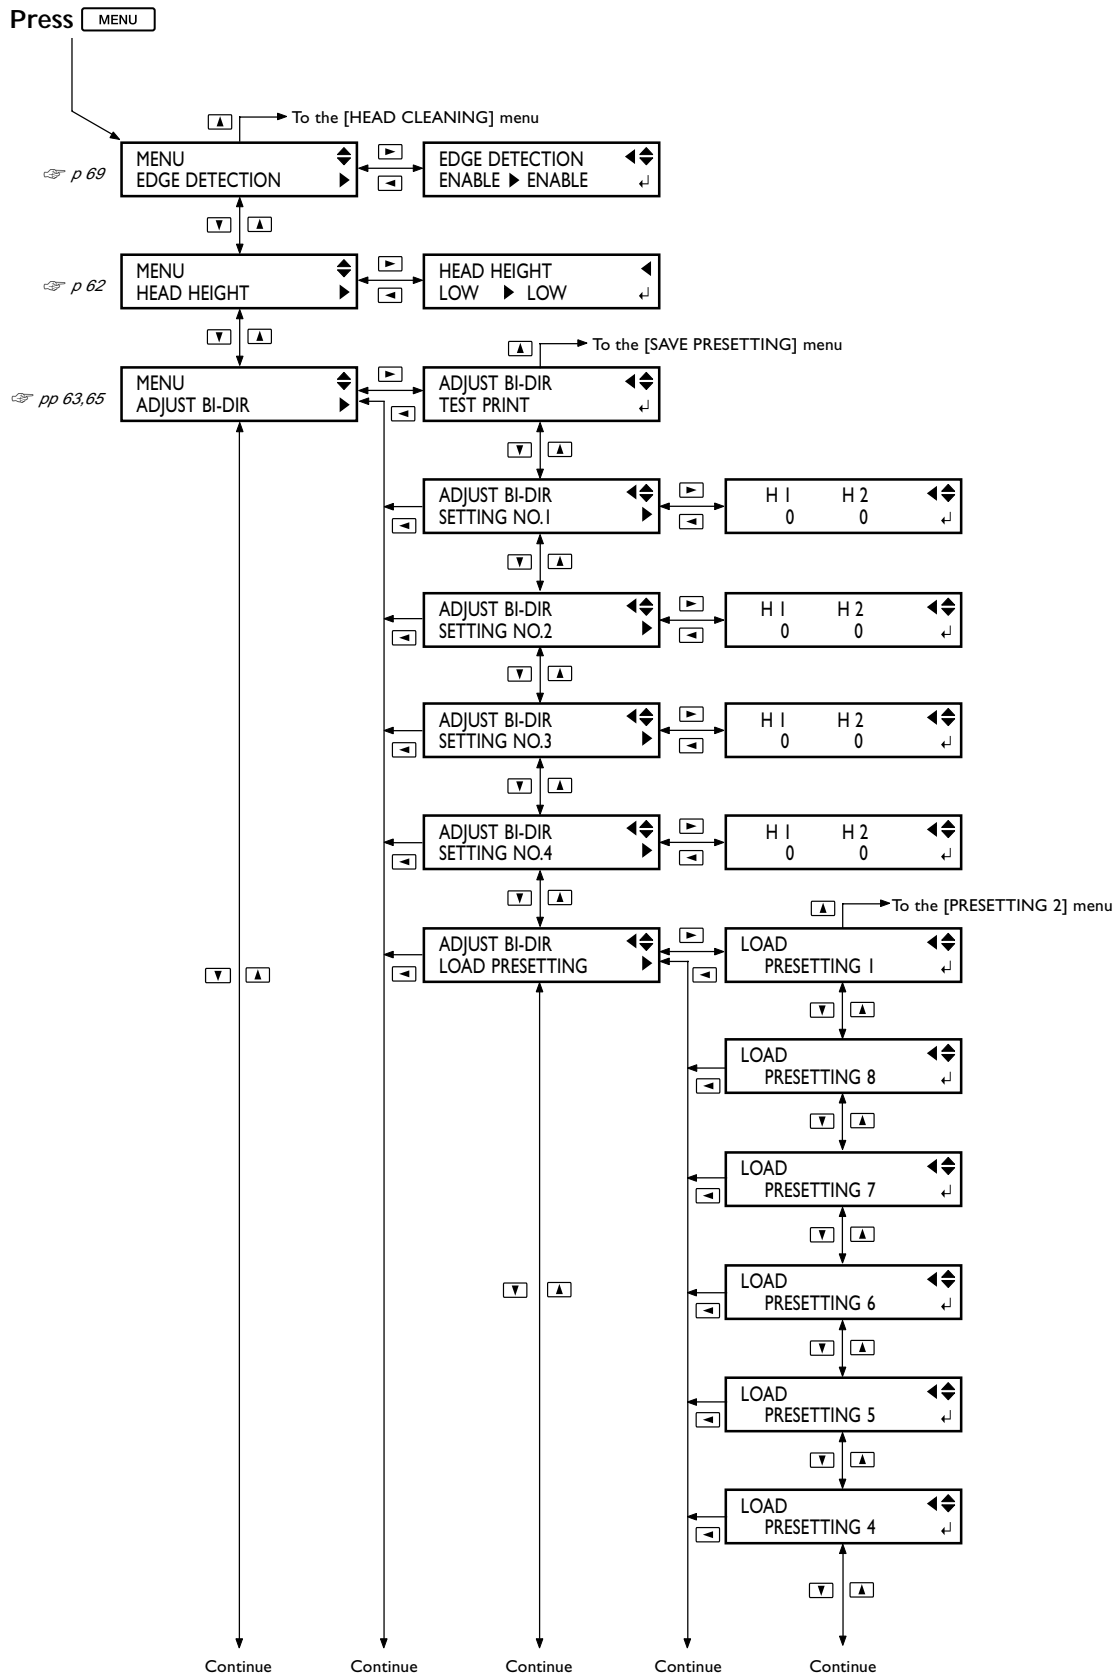 Press MENU
To the [HEAD CLEANING] menu
MENU
EDGE DETECTION
EDGE DETECTION
ENABLE ▶ ENABLE
☞ p 69
MENU
HEAD HEIGHT
HEAD HEIGHT
LOW ▶ LOW
☞ p 62
To the [SAVE PRESETTING] menu
MENU
ADJUST BI-DIR
ADJUST BI-DIR
TEST PRINT
☞ pp 63,65
ADJUST BI-DIR
SETTING NO.1
H 1 H 2
0 0
ADJUST BI-DIR
SETTING NO.2
H 1 H 2
0 0
ADJUST BI-DIR
SETTING NO.3
H 1 H 2
0 0
ADJUST BI-DIR
SETTING NO.4
H 1 H 2
0 0
To the [PRESETTING 2] menu
ADJUST BI-DIR
LOAD PRESETTING
LOAD
PRESETTING 1
LOAD
PRESETTING 8
LOAD
PRESETTING 7
LOAD
PRESETTING 6
LOAD
PRESETTING 5
LOAD
PRESETTING 4
Continue Continue Continue Continue Continue